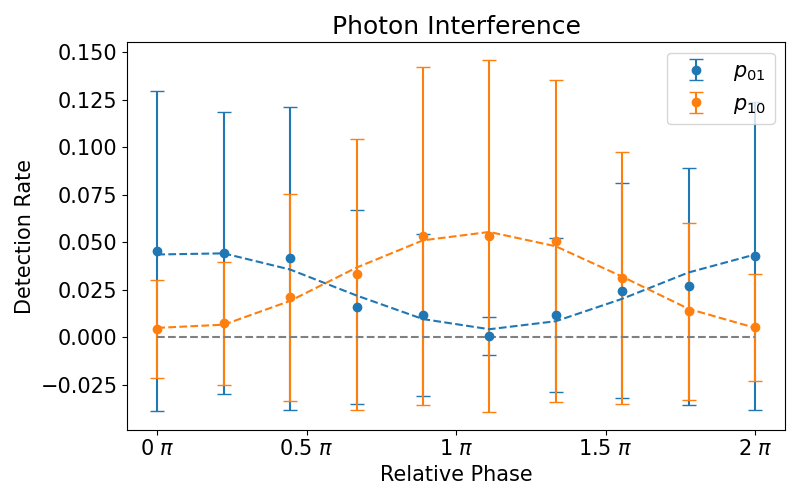 Photon Interference
Detection Rate
0.150
0.125
0.100
0.075
0.050
0.025
0.000
−0.025
p01
p10
0 π
0.5 π
1 π
1.5 π
2 π
Relative Phase